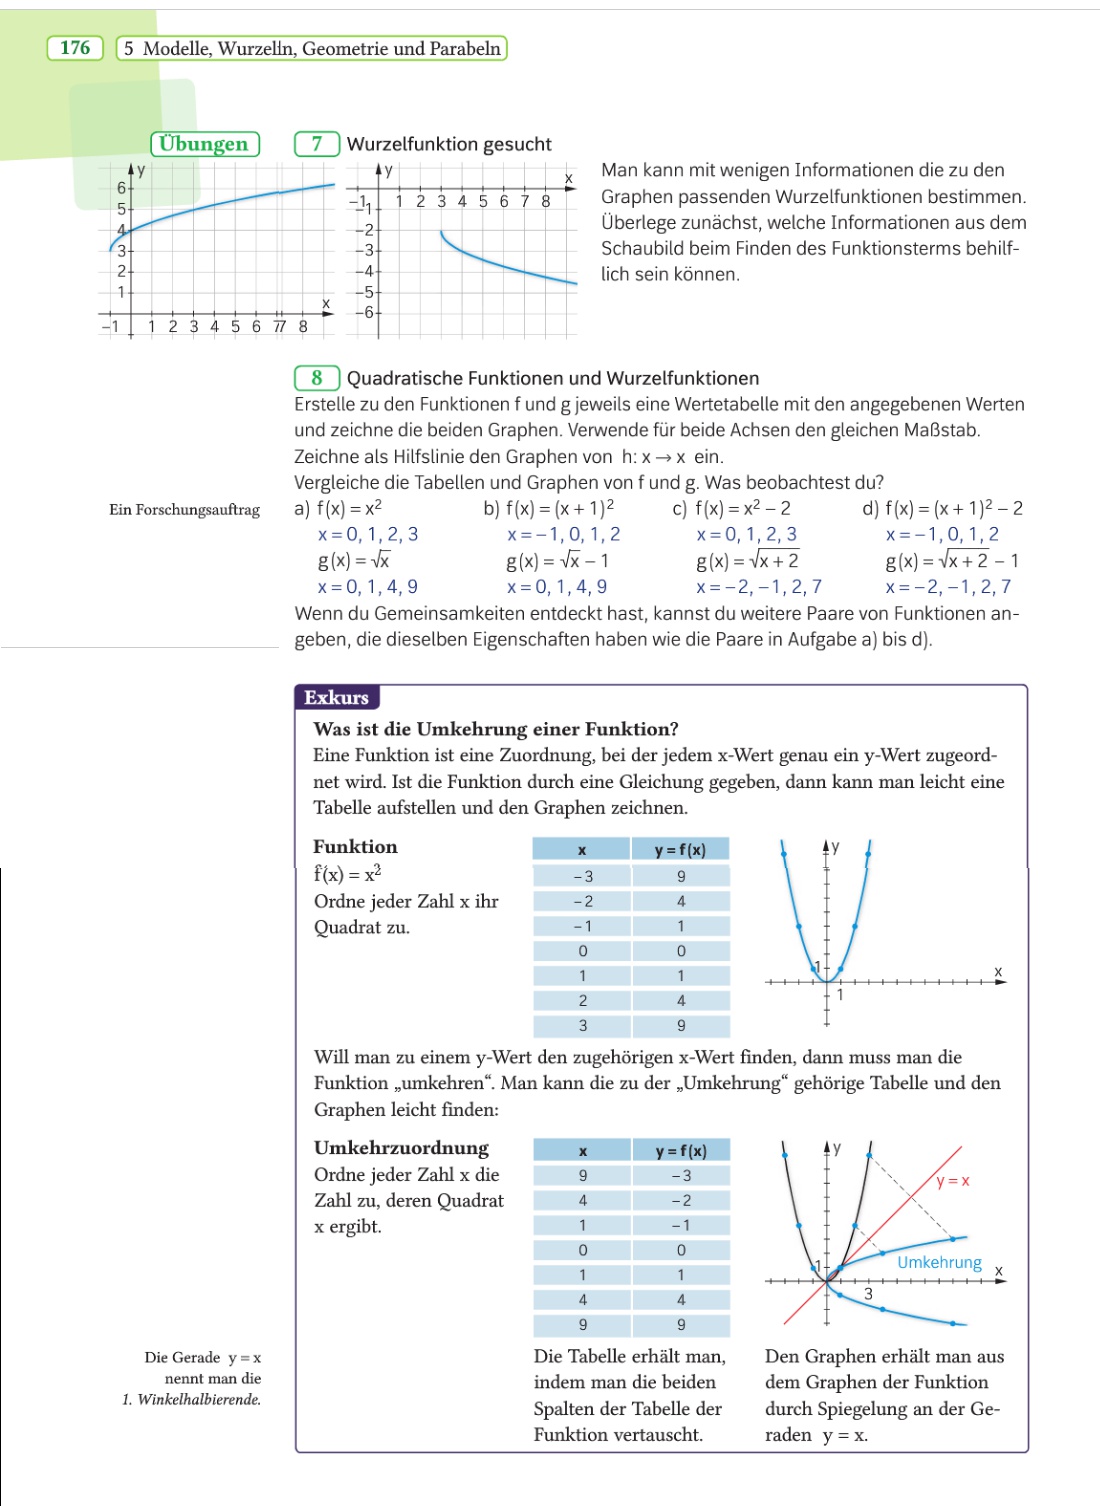 176 5 Modelle, Wurzelln, Geometrie und Parabeln
Übungen
7 Wurzelfunktion gesucht
y
6
5
4
3
2
1
x
−1 1 2 3 4 5 6 77 8
y
x
−1 1 2 3 4 5 6 7 8
−1
−2
−3
−4
−5
−6
Man kann mit wenigen Informationen die zu den
Graphen passenden Wurzelfunktionen bestimmen.
Überlege zunächst, welche Informationen aus dem
Schaubild beim Finden des Funktionsterms behilf-
lich sein können.
8 Quadratische Funktionen und Wurzelfunktionen
Erstelle zu den Funktionen f und g jeweils eine Wertetabelle mit den angegebenen Werten
und zeichne die beiden Graphen. Verwende für beide Achsen den gleichen Maßstab.
Zeichne als Hilfslinie den Graphen von h: x → x ein.
Vergleiche die Tabellen und Graphen von f und g. Was beobachtest du?
Ein Forschungsauftrag
a) f(x) = x² b) f(x) = (x + 1)² c) f(x) = x² − 2 d) f(x) = (x + 1)² − 2
x = 0, 1, 2, 3 x = −1, 0, 1, 2 x = 0, 1, 2, 3 x = −1, 0, 1, 2
g(x) = √x g(x) = √x − 1 g(x) = √(x + 2) g(x) = √(x + 2) − 1
x = 0, 1, 4, 9 x = 0, 1, 4, 9 x = −2, −1, 2, 7 x = −2, −1, 2, 7
Wenn du Gemeinsamkeiten entdeckt hast, kannst du weitere Paare von Funktionen an-
geben, die dieselben Eigenschaften haben wie die Paare in Aufgabe a) bis d).
Exkurs
Was ist die Umkehrung einer Funktion?
Eine Funktion ist eine Zuordnung, bei der jedem x-Wert genau ein y-Wert zugeord-
net wird. Ist die Funktion durch eine Gleichung gegeben, dann kann man leicht eine
Tabelle aufstellen und den Graphen zeichnen.
Funktion
f(x) = x²
Ordne jeder Zahl x ihr
Quadrat zu.
x y = f(x)
−3 9
−2 4
−1 1
0 0
1 1
2 4
3 9
y
1
x
1
Will man zu einem y-Wert den zugehörigen x-Wert finden, dann muss man die
Funktion „umkehren“. Man kann die zu der „Umkehrung“ gehörige Tabelle und den
Graphen leicht finden:
Umkehrzuordnung
Ordne jeder Zahl x die
Zahl zu, deren Quadrat
x ergibt.
x y = f(x)
9 −3
4 −2
1 −1
0 0
1 1
4 4
9 9
y
y = x
Umkehrung
1
x
3
Die Gerade y = x
nennt man die
1. Winkelhalbierende.
Die Tabelle erhält man,
indem man die beiden
Spalten der Tabelle der
Funktion vertauscht.
Den Graphen erhält man aus
dem Graphen der Funktion
durch Spiegelung an der Ge-
raden y = x.